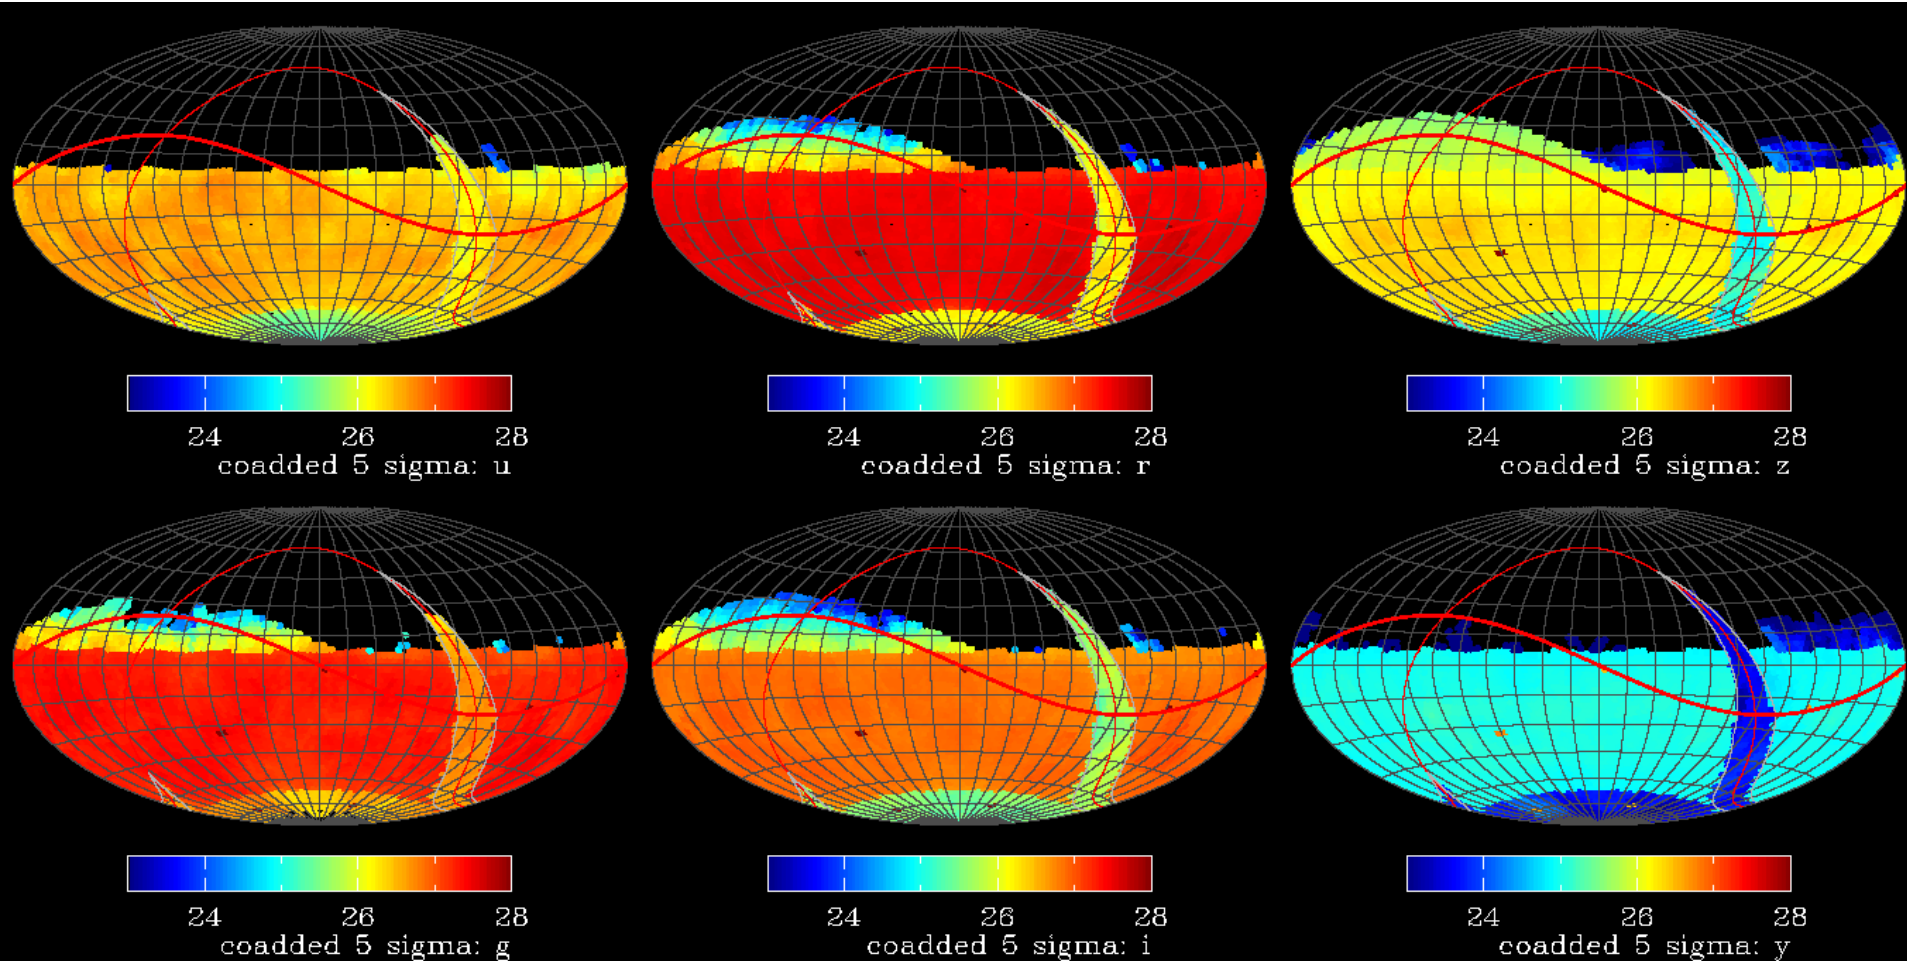 24 26 28
coadded 5 sigma: u
24 26 28
coadded 5 sigma: r
24 26 28
coadded 5 sigma: z
24 26 28
coadded 5 sigma: g
24 26 28
coadded 5 sigma: i
24 26 28
coadded 5 sigma: y